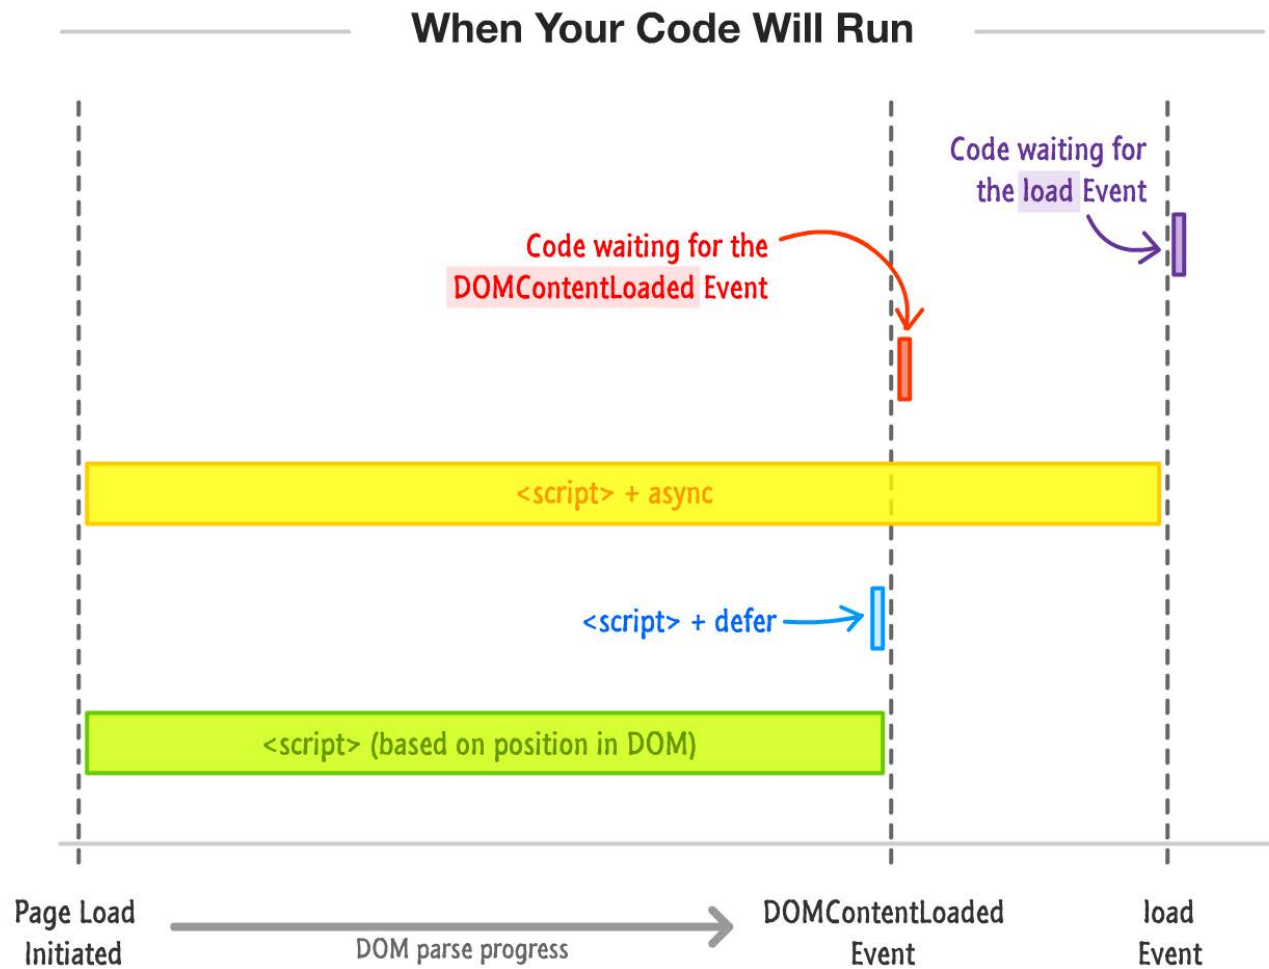 When Your Code Will Run
Code waiting for
the load Event
Code waiting for the
DOMContentLoaded Event
<script> + async
<script> + defer
<script> (based on position in DOM)
Page Load
Initiated
DOM parse progress
DOMContentLoaded
Event
load
Event